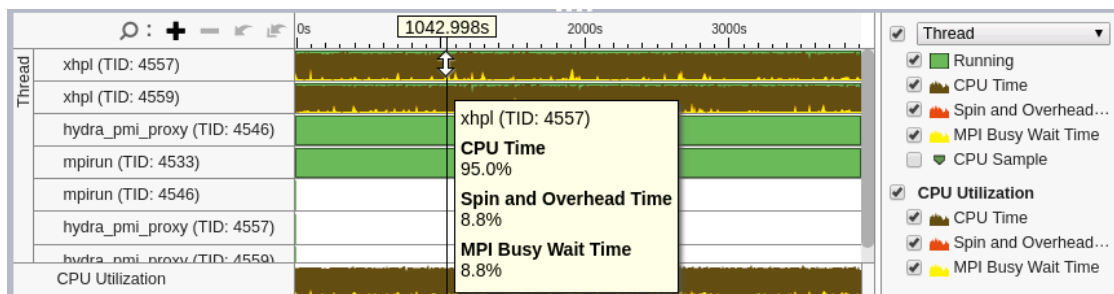 0s 1042.998s 2000s 3000s
Thread
xhpl (TID: 4557)
xhpl (TID: 4559)
hydra_pmi_proxy (TID: 4546)
mpirun (TID: 4533)
mpirun (TID: 4546)
hydra_pmi_proxy (TID: 4557)
hydra_pmi_proxy (TID: 4559)
CPU Utilization
xhpl (TID: 4557)
CPU Time
95.0%
Spin and Overhead Time
8.8%
MPI Busy Wait Time
8.8%
Thread
Running
CPU Time
Spin and Overhead...
MPI Busy Wait Time
CPU Sample
CPU Utilization
CPU Time
Spin and Overhead...
MPI Busy Wait Time